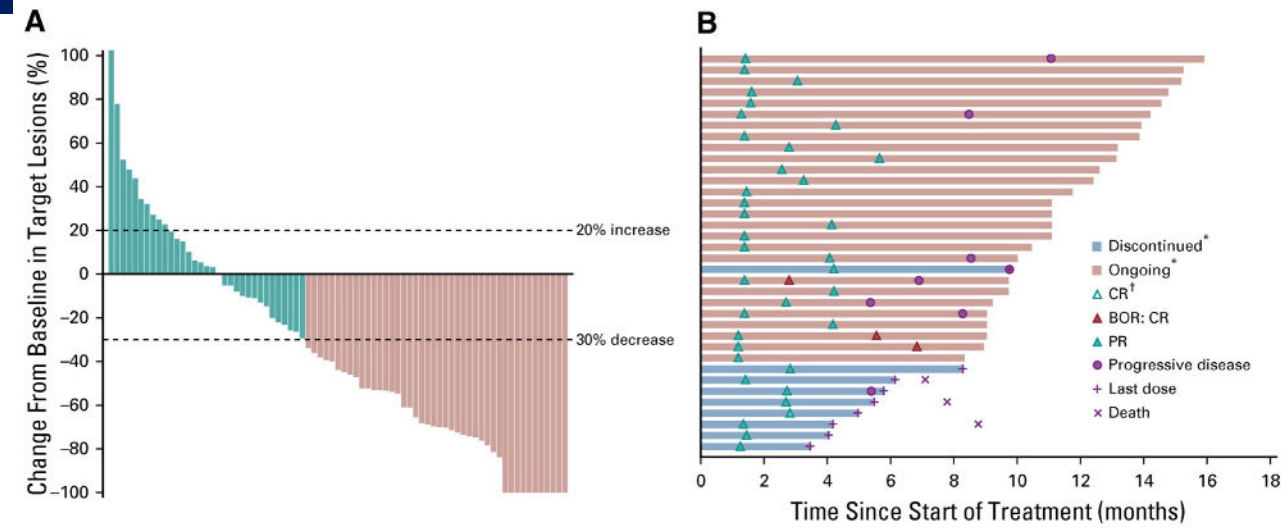 A
Change From Baseline in Target Lesions (%)
100
80
60
40
20
0
−20
−40
−60
−80
−100
20% increase
30% decrease
B
Discontinued*
Ongoing*
CR†
BOR: CR
PR
Progressive disease
Last dose
Death
0 2 4 6 8 10 12 14 16 18
Time Since Start of Treatment (months)